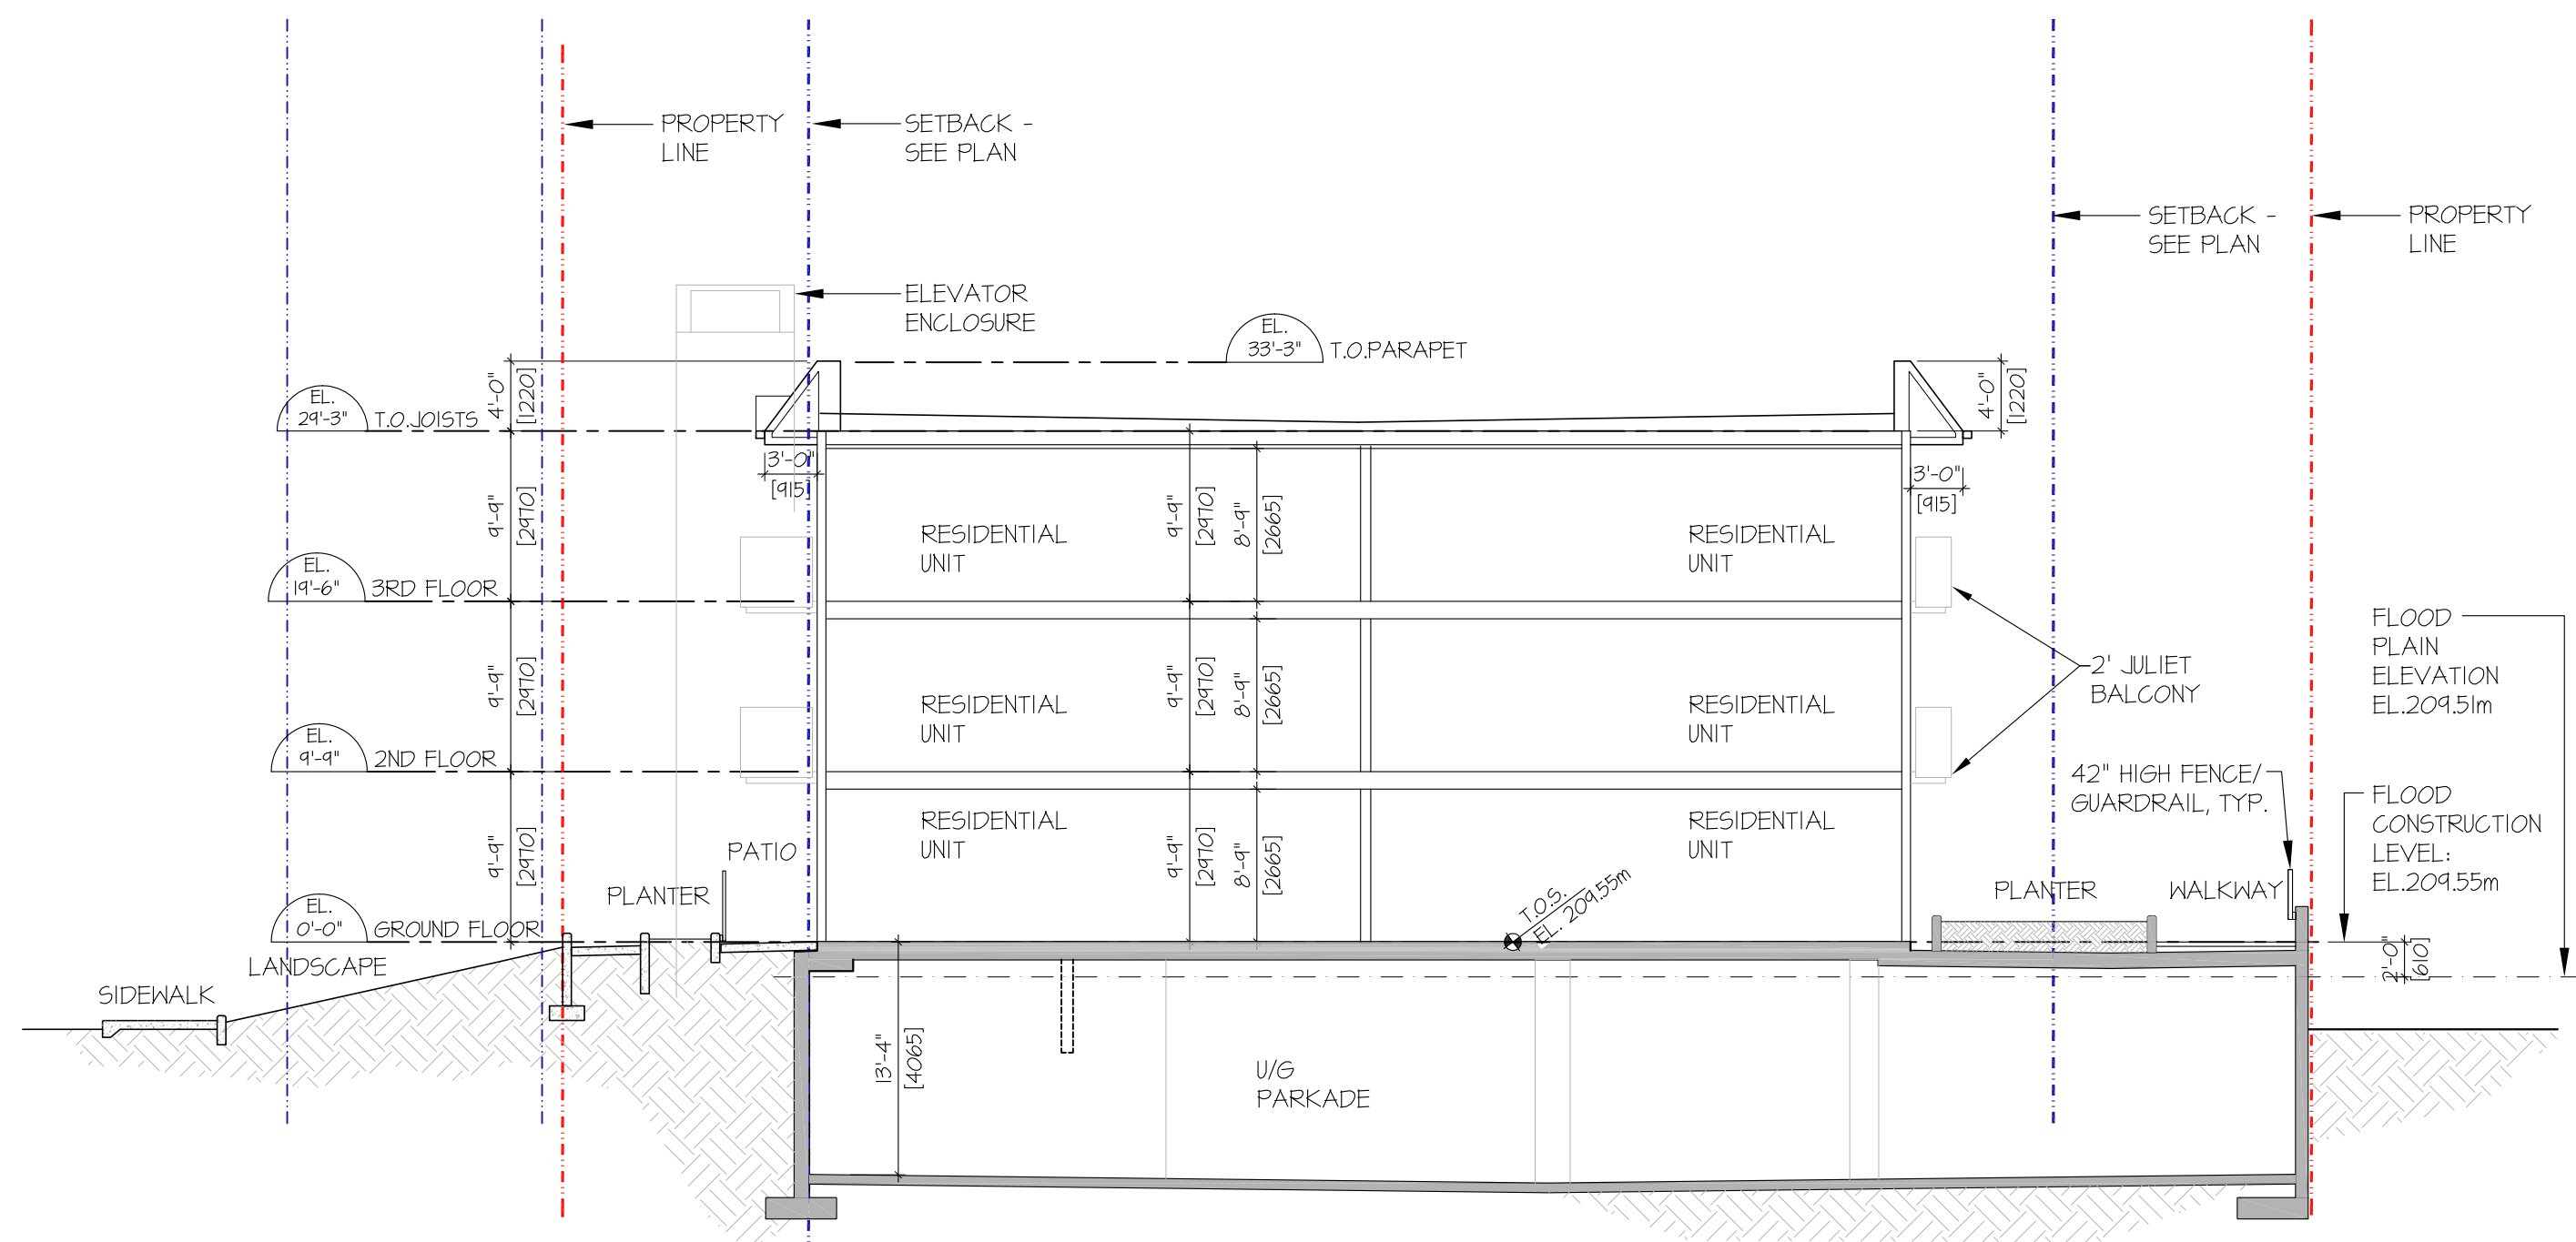 PROPERTY
LINE
SETBACK -
SEE PLAN
SETBACK -
SEE PLAN
PROPERTY
LINE
ELEVATOR
ENCLOSURE
EL.
33'-3"
T.O.PARAPET
EL.
29'-3"
T.O.JOISTS
4'-0"
[1220]
4'-0"
[1220]
3'-0"
[915]
3'-0"
[915]
9'-9"
[2970]
RESIDENTIAL
UNIT
9'-9"
[2970]
8'-9"
[2665]
RESIDENTIAL
UNIT
EL.
19'-6"
3RD FLOOR
9'-9"
[2970]
RESIDENTIAL
UNIT
9'-9"
[2970]
8'-9"
[2665]
RESIDENTIAL
UNIT
2' JULIET
BALCONY
FLOOD
PLAIN
ELEVATION
EL.209.51m
EL.
9'-9"
2ND FLOOR
42" HIGH FENCE/
GUARDRAIL, TYP.
FLOOD
CONSTRUCTION
LEVEL:
EL.209.55m
9'-9"
[2970]
PATIO
RESIDENTIAL
UNIT
9'-9"
[2970]
8'-9"
[2665]
RESIDENTIAL
UNIT
PLANTER
T.O.S.
EL. 209.55m
PLANTER
WALKWAY
EL.
0'-0"
GROUND FLOOR
LANDSCAPE
SIDEWALK
2'-0"
[610]
13'-4"
[4065]
U/G
PARKADE